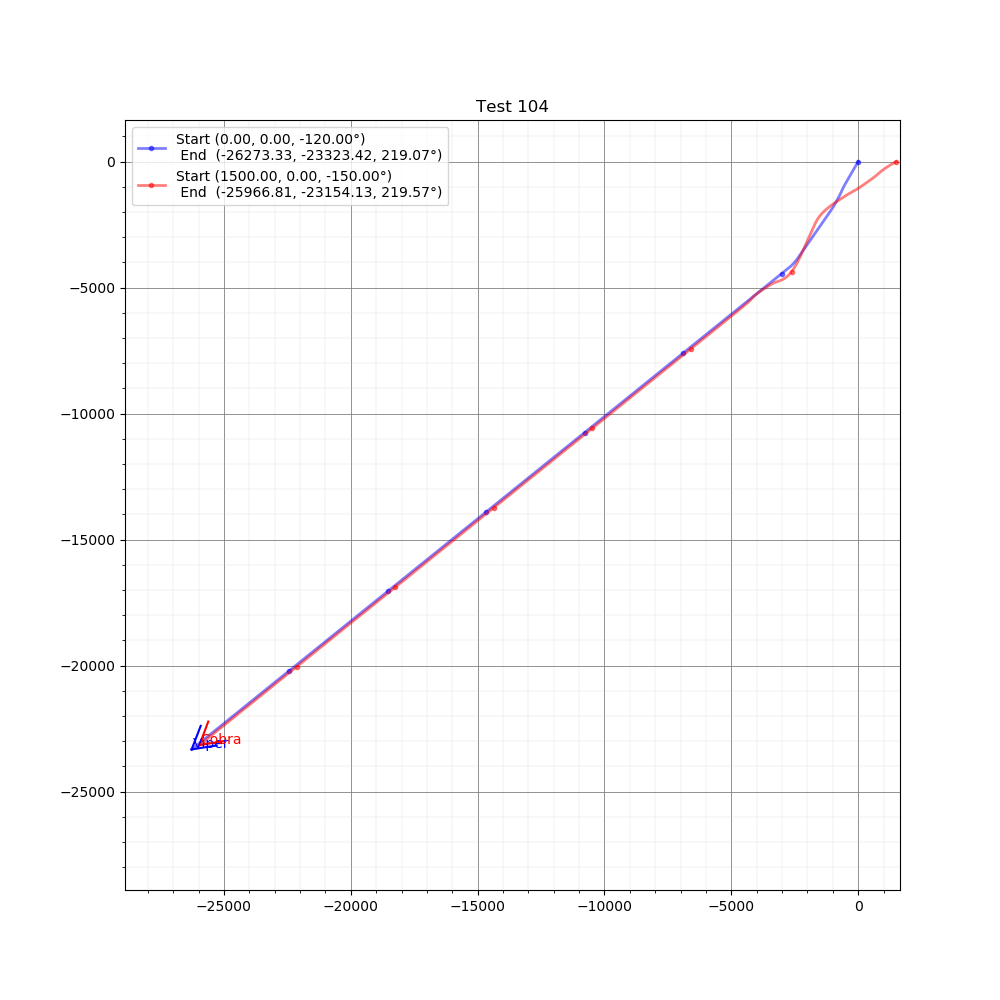 Test 104
Start (0.00, 0.00, -120.00°)
End (-26273.33, -23323.42, 219.07°)
Start (1500.00, 0.00, -150.00°)
End (-25966.81, -23154.13, 219.57°)
0
−5000
−10000
−15000
−20000
−25000
−25000
−20000
−15000
−10000
−5000
0